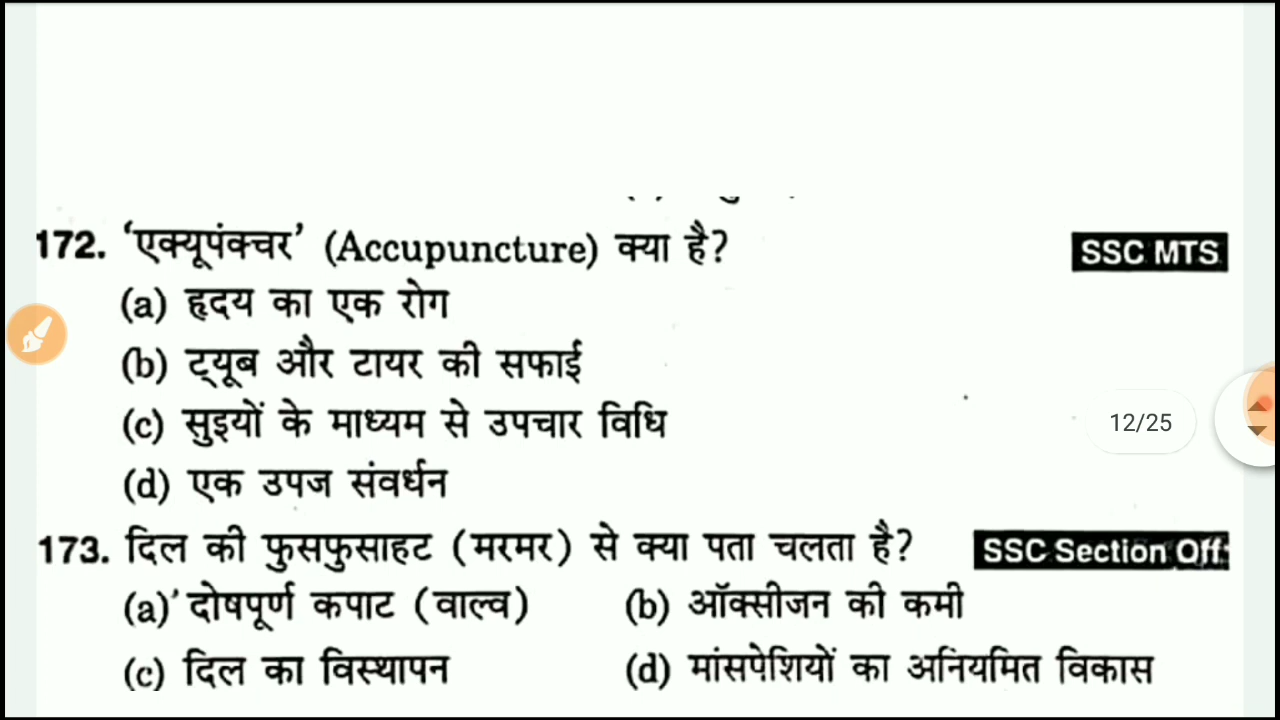 172. ‘एक्यूपंक्चर’ (Accupuncture) क्या है? SSC MTS
(a) हृदय का एक रोग
(b) ट्यूब और टायर की सफाई
(c) सुइयों के माध्यम से उपचार विधि
12/25
(d) एक उपज संवर्धन
173. दिल की फुसफुसाहट (मरमर) से क्या पता चलता है? SSC Section Off.
(a) दोषपूर्ण कपाट (वाल्व) (b) ऑक्सीजन की कमी
(c) दिल का विस्थापन (d) मांसपेशियों का अनियमित विकास